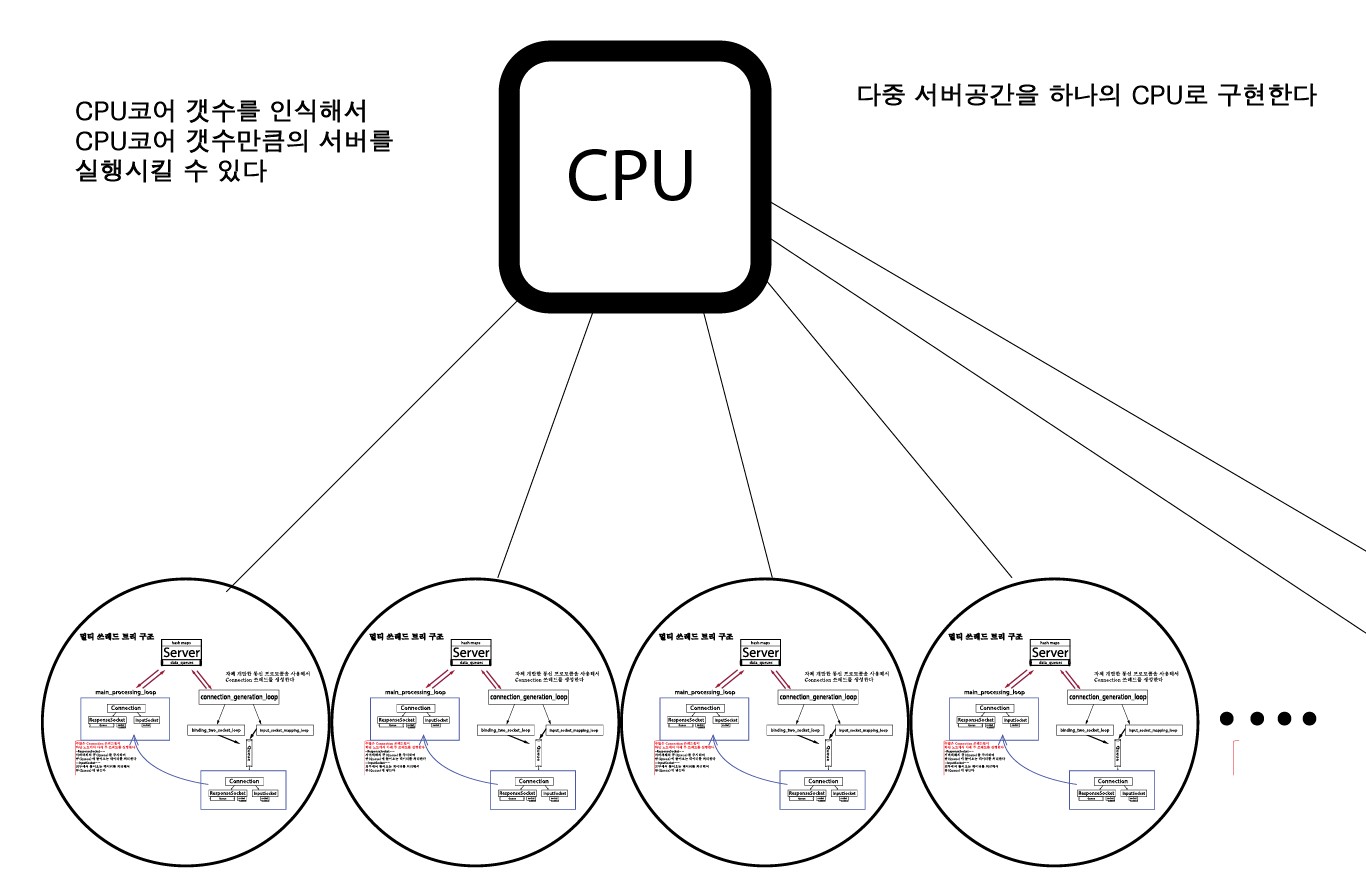 CPU코어 갯수를 인식해서
CPU코어 갯수만큼의 서버를
실행시킬 수 있다
다중 서버공간을 하나의 CPU로 구현한다
CPU
멀티 쓰레드 트리 구조
hash maps
Server
data_queues
자체 개발한 통신 프로토콜을 사용해서
Connection 쓰레드를 생성한다
main_processing_loop
connection_generation_loop
Connection
ResponseSocket
InputSocket
Queue
binding_two_socket_loop
input_socket_mapping_loop
Queue
Connection
ResponseSocket
InputSocket
Queue
멀티 쓰레드 트리 구조
hash maps
Server
data_queues
자체 개발한 통신 프로토콜을 사용해서
Connection 쓰레드를 생성한다
main_processing_loop
connection_generation_loop
Connection
ResponseSocket
InputSocket
Queue
binding_two_socket_loop
input_socket_mapping_loop
Queue
Connection
ResponseSocket
InputSocket
Queue
멀티 쓰레드 트리 구조
hash maps
Server
data_queues
자체 개발한 통신 프로토콜을 사용해서
Connection 쓰레드를 생성한다
main_processing_loop
connection_generation_loop
Connection
ResponseSocket
InputSocket
Queue
binding_two_socket_loop
input_socket_mapping_loop
Queue
Connection
ResponseSocket
InputSocket
Queue
멀티 쓰레드 트리 구조
hash maps
Server
data_queues
자체 개발한 통신 프로토콜을 사용해서
Connection 쓰레드를 생성한다
main_processing_loop
connection_generation_loop
Connection
ResponseSocket
InputSocket
Queue
binding_two_socket_loop
input_socket_mapping_loop
Queue
Connection
ResponseSocket
InputSocket
Queue